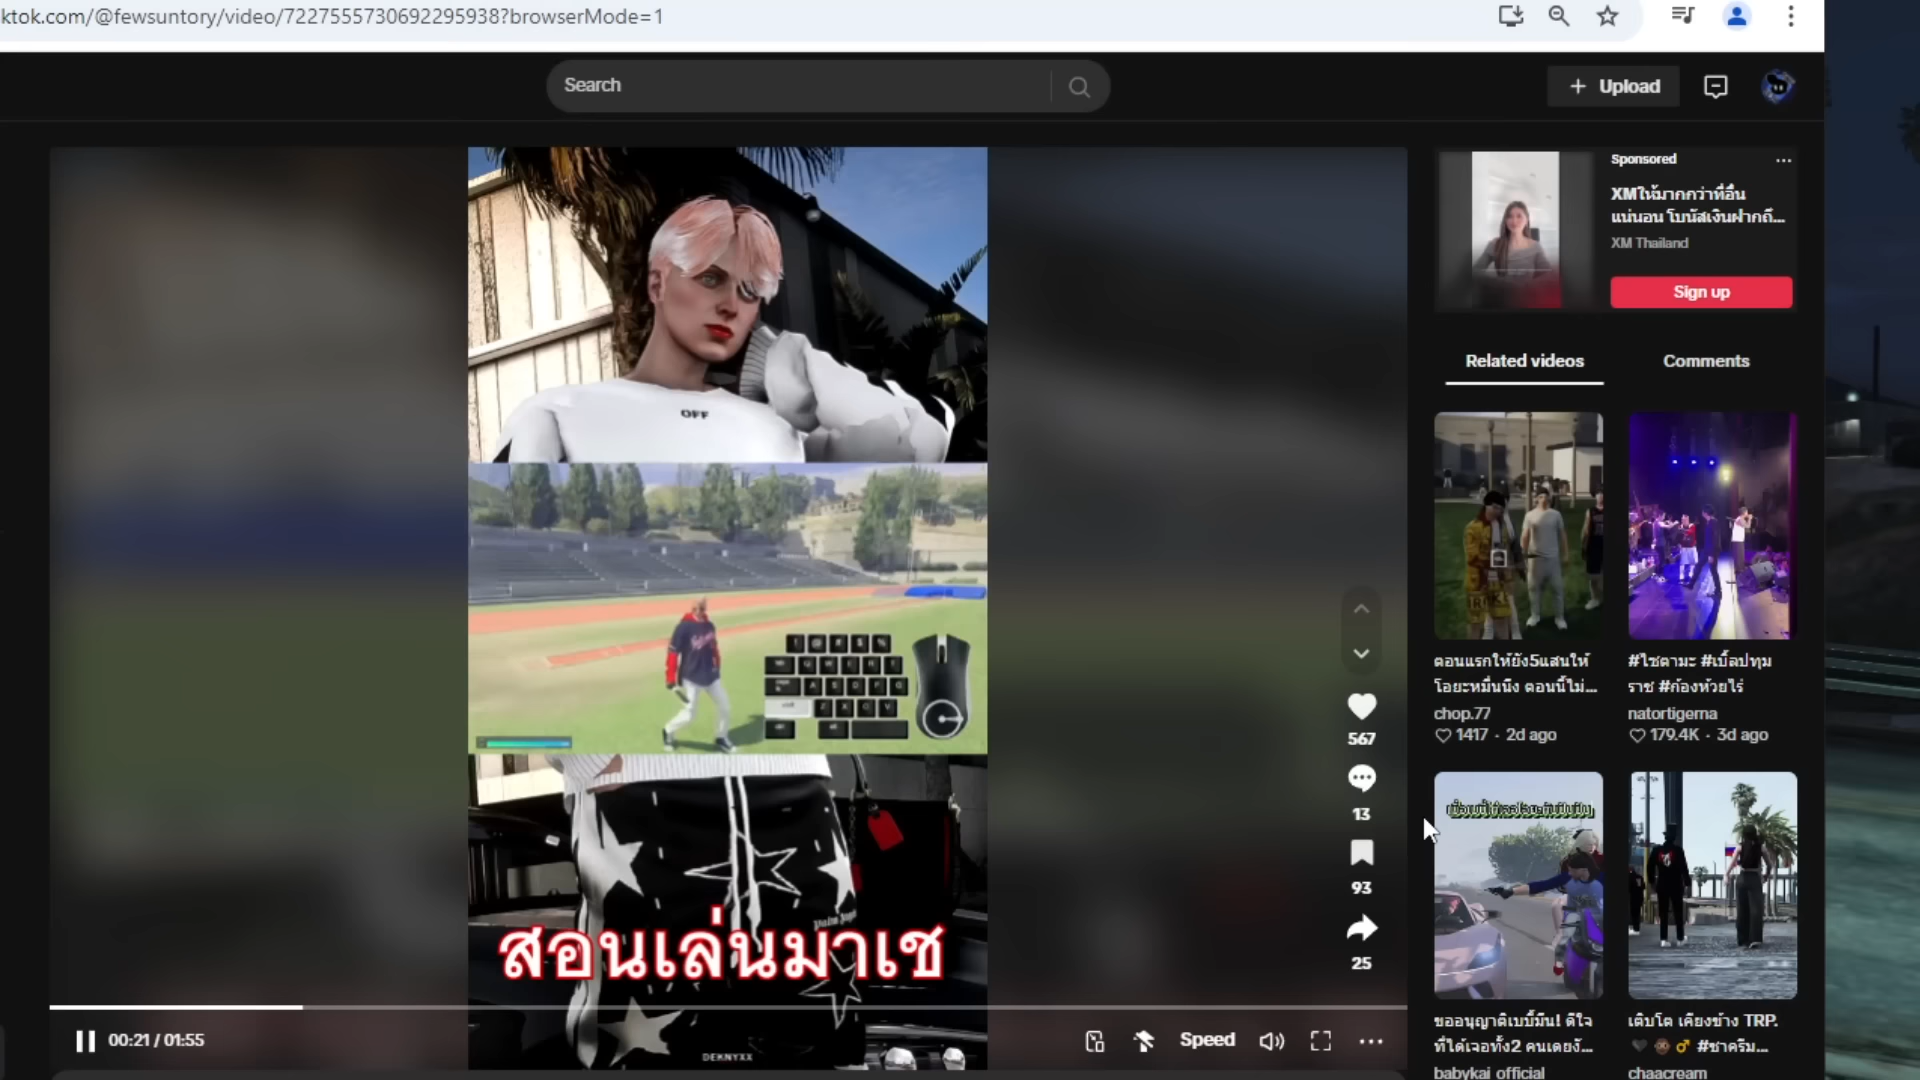 ktok.com/@fewsuntory/video/7227555730692295938?browserMode=1
Search
Upload
Sponsored
XMให้มากกว่าที่อื่น
แน่นอน โบนัสเงินฝากถึ...
XM Thailand
Sign up
Related videos
Comments
OFF
สอนเล่นมาเช
DEKNYXX
567
13
93
25
00:21 / 01:55
Speed
ตอนแรกให้ยัง5แสนให้
โอยะหมื่นนึง ตอนนี้ไม่...
chop.77
1417 · 2d ago
#ไชตามะ #เบิ้ลปทุม
ราช #ก้องห้วยไร่
natortigerna
179.4K · 3d ago
ขออนุญาติเบบี้มีน! ดีใจ
ที่ได้เจอทั้ง2 คนเดยงั...
babykai official
เติบโต เคียงข้าง TRP.
#ชาครีม...
chaacream